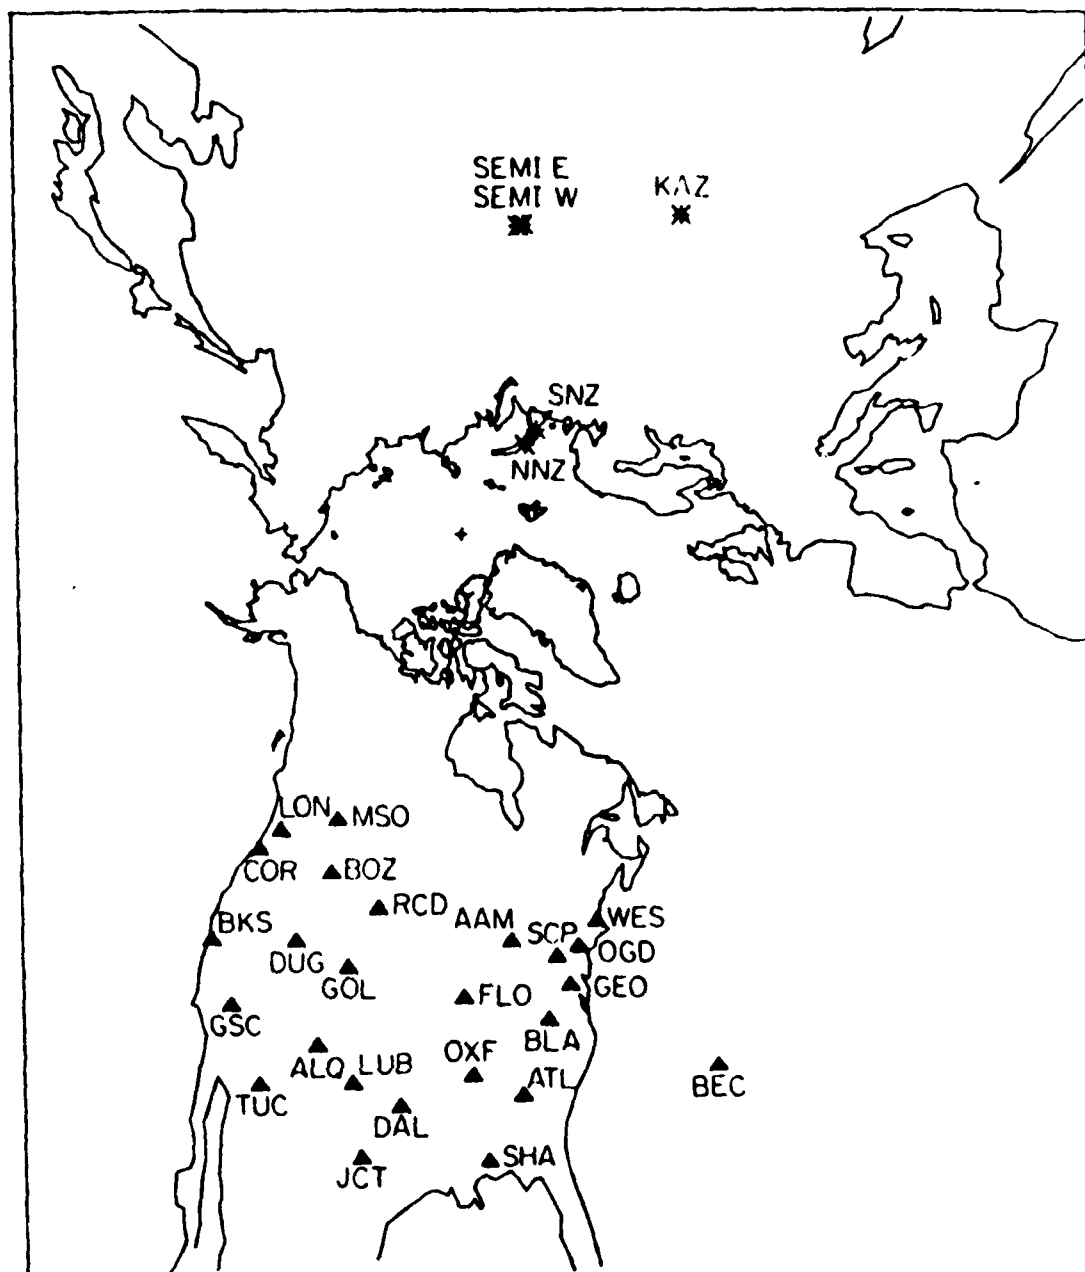 SEMI E
SEMI W
KAZ
SNZ
NNZ
LON
MSO
COR
BOZ
RCD
BKS
AAM
SCP
WES
DUG
OGD
GOL
GEO
FLO
GSC
BLA
ALQ
LUB
OXF
ATL
BEC
TUC
DAL
JCT
SHA